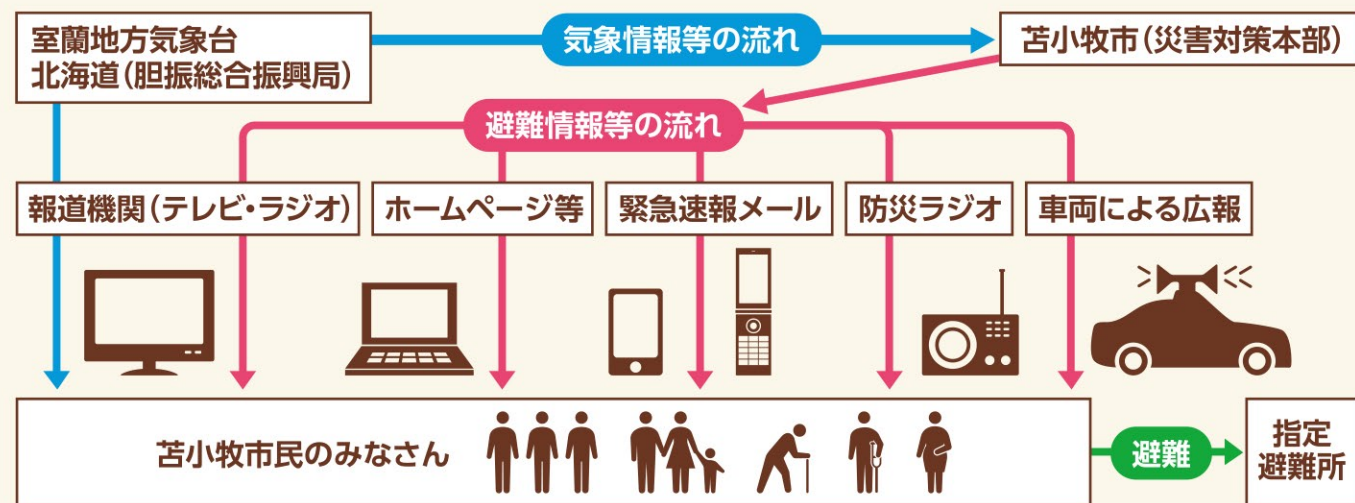 室蘭地方気象台
北海道(胆振総合振興局)
気象情報等の流れ
苫小牧市(災害対策本部)
避難情報等の流れ
報道機関(テレビ・ラジオ)
ホームページ等
緊急速報メール
防災ラジオ
車両による広報
苫小牧市民のみなさん
避難
指定
避難所